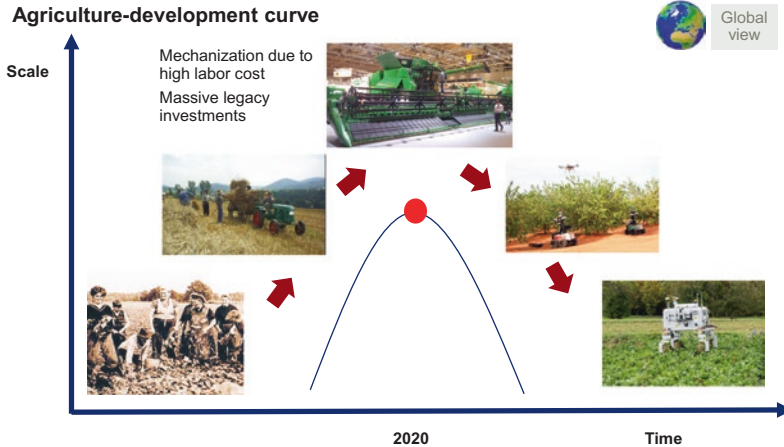 Agriculture-development curve
Global
view
Scale
Mechanization due to
high labor cost
Massive legacy
investments
2020
Time